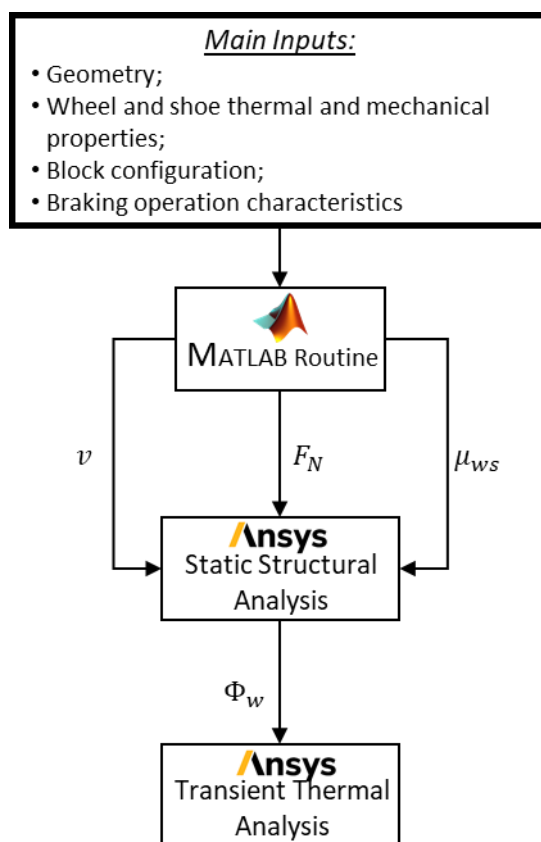 Main Inputs:
• Geometry;
• Wheel and shoe thermal and mechanical
properties;
• Block configuration;
• Braking operation characteristics
MATLAB Routine
v
F_N
μ_ws
Ansys
Static Structural
Analysis
Φ_w
Ansys
Transient Thermal
Analysis